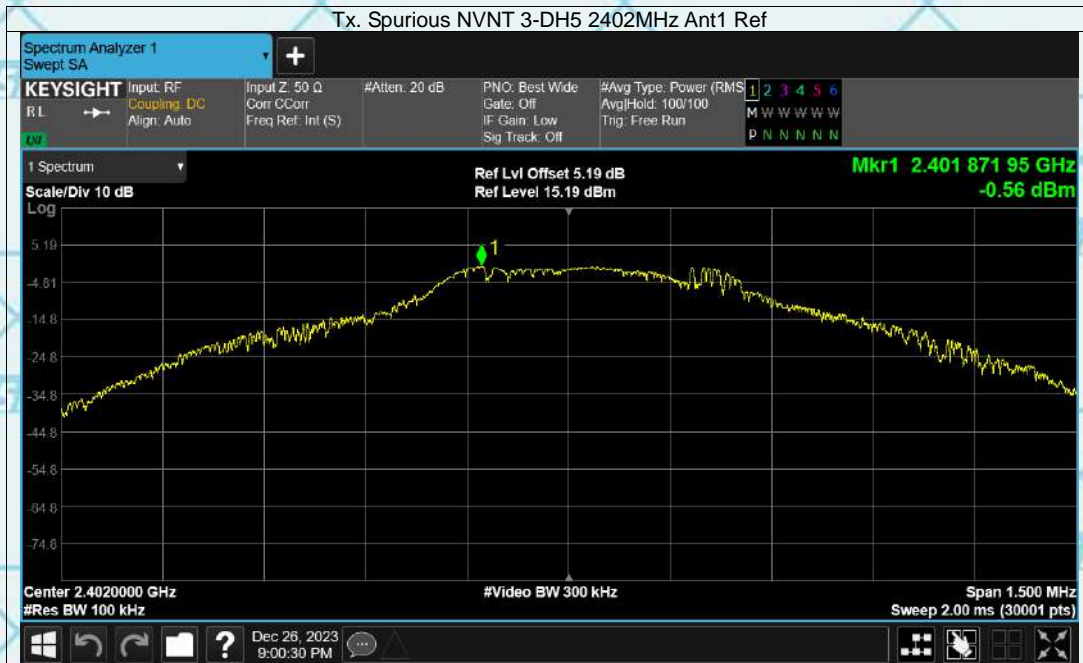 Tx. Spurious NVNT 3-DH5 2402MHz Ant1 Ref
Spectrum Analyzer 1
Swept SA
+
KEYSIGHT Input: RF Input Z: 50 Ω #Atten: 20 dB PNO: Best Wide #Avg Type: Power (RMS 1 2 3 4 5 6
RL Coupling: DC Corr CCorr Gate: Off Avg|Hold: 100/100 M W W W W W
Align: Auto Freq Ref: Int (S) IF Gain: Low Trig: Free Run
LXI Sig Track: Off P N N N N N
1 Spectrum Ref Lvl Offset 5.19 dB Mkr1 2.401 871 95 GHz
Scale/Div 10 dB Ref Level 15.19 dBm -0.56 dBm
Log
5.19
1
-4.81
-14.8
-24.8
-34.8
-44.8
-54.8
-64.8
-74.8
Center 2.4020000 GHz #Video BW 300 kHz Span 1.500 MHz
#Res BW 100 kHz Sweep 2.00 ms (30001 pts)
? Dec 26, 2023
9:00:30 PM